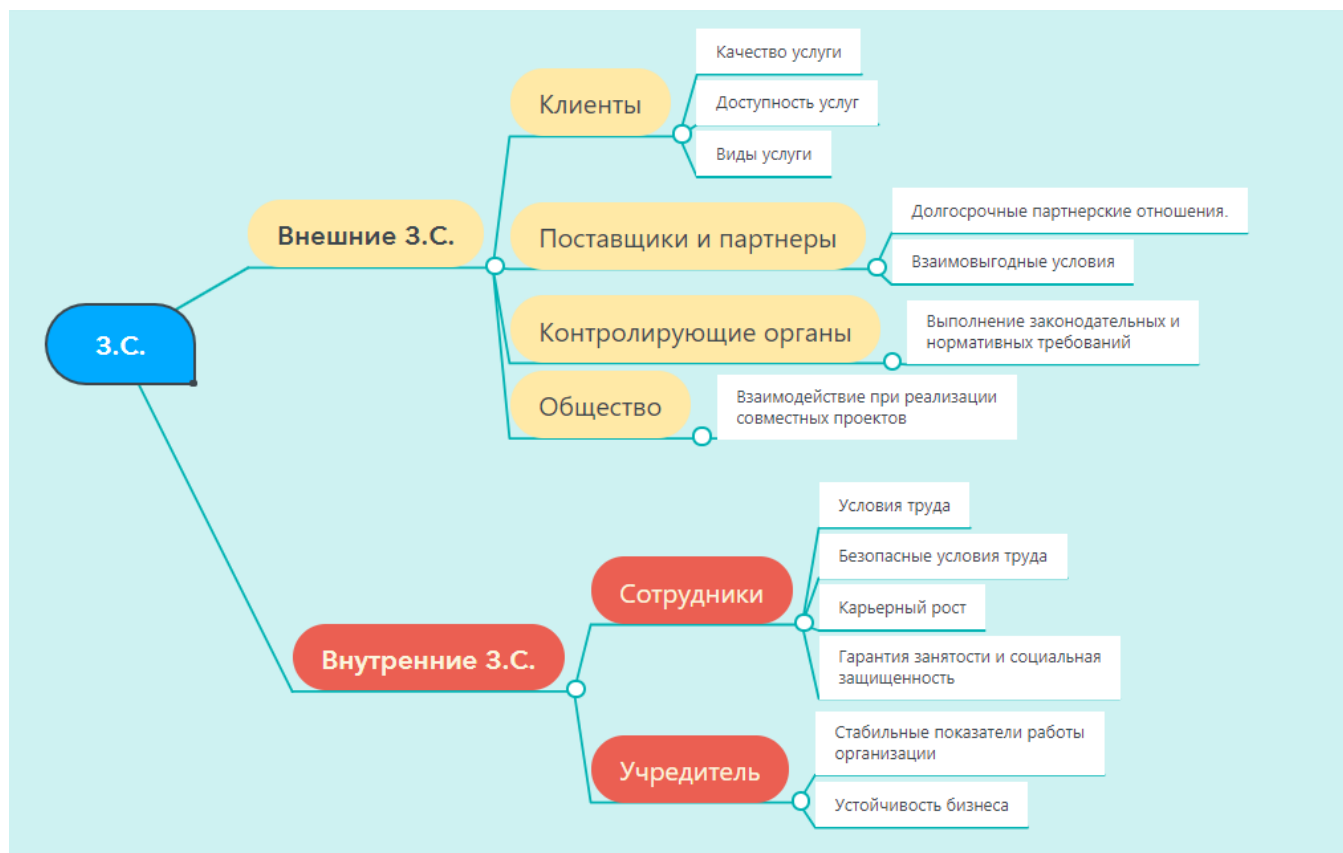 З.С.
Внешние З.С.
Клиенты
Качество услуги
Доступность услуг
Виды услуги
Поставщики и партнеры
Долгосрочные партнерские отношения.
Взаимовыгодные условия
Контролирующие органы
Выполнение законодательных и
нормативных требований
Общество
Взаимодействие при реализации
совместных проектов
Внутренние З.С.
Сотрудники
Условия труда
Безопасные условия труда
Карьерный рост
Гарантия занятости и социальная
защищенность
Учредитель
Стабильные показатели работы
организации
Устойчивость бизнеса